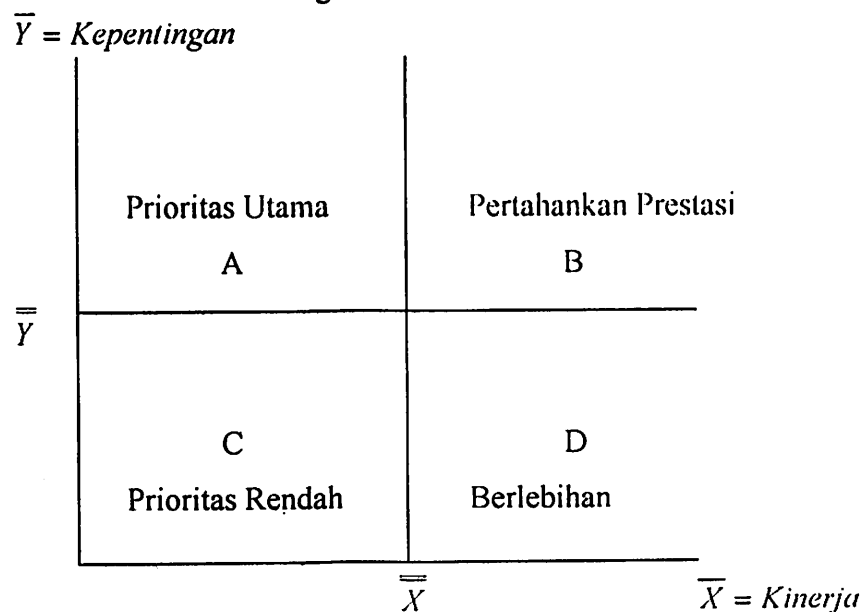 Y̅ = Kepentingan
Prioritas Utama
Pertahankan Prestasi
A
B
Y̿
C
D
Prioritas Rendah
Berlebihan
X̿
X̅ = Kinerja